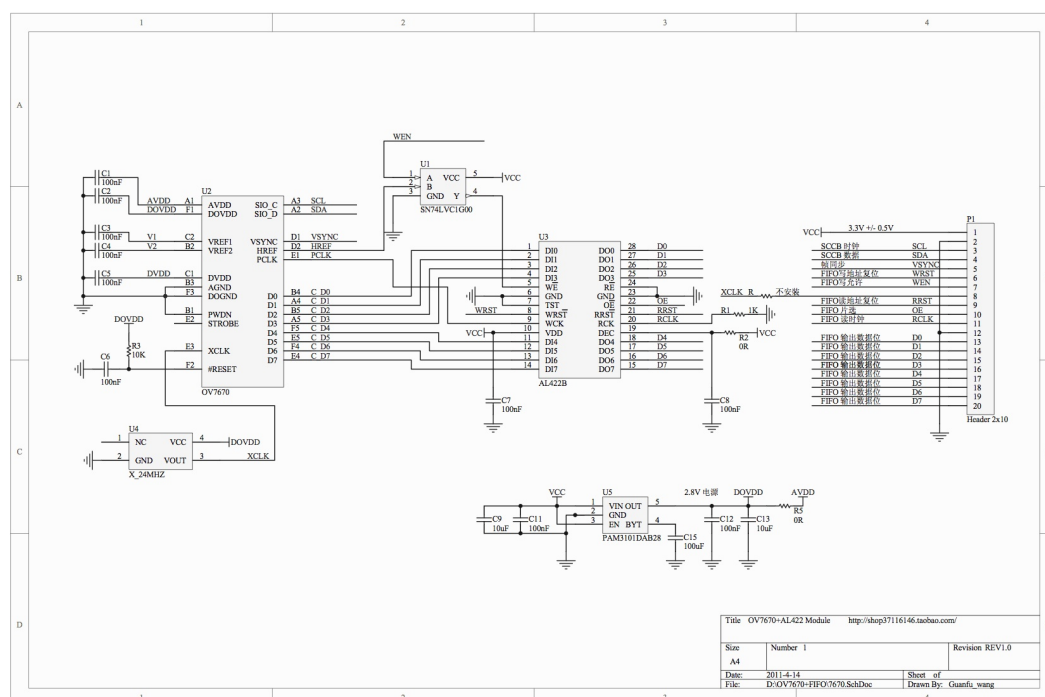 1 2 3 4
A
B
C
D
WEN
U1
1 A VCC 5 VCC
2 B
3 GND Y 4
SN74LVC1G00
C1
100nF
C2
100nF
C3
100nF
C4
100nF
C5
100nF
U2
AVDD A1 AVDD SIO_C A3 SCL
DOVDD F1 DOVDD SIO_D A2 SDA
V1 C2 VREF1 VSYNC D1 VSYNC
V2 B2 VREF2 HREF D2 HREF
PCLK E1 PCLK
DVDD C1 DVDD
B3 AGND
F3 DOGND
D0 B4 C_D0
D1 A4 C_D1
D2 B5 C_D2
D3 A5 C_D3
D4 F5 C_D4
D5 E5 C_D5
D6 F4 C_D6
D7 E4 C_D7
B1 PWDN
E2 STROBE
E3 XCLK
F2 #RESET
OV7670
DOVDD
R3
10K
C6
100nF
U4
1 NC VCC 4 DOVDD
2 GND VOUT 3 XCLK
X_24MHZ
U3
1 DI0 DO0 28 D0
2 DI1 DO1 27 D1
3 DI2 DO2 26 D2
4 DI3 DO3 25 D3
5 WE RE 24
6 GND GND 23
7 TST OE 22 OE
WRST 8 WRST RRST 21 RRST
9 WCK RCK 20 RCLK
VCC 10 VDD DEC 19
11 DI4 DO4 18 D4
12 DI5 DO5 17 D5
13 DI6 DO6 16 D6
14 DI7 DO7 15 D7
AL422B
R1 1K
R2
0R
VCC
C7
100nF
C8
100nF
P1
VCC 3.3V +/- 0.5V 1
2
SCCB 时钟 SCL 3
SCCB 数据 SDA 4
帧同步 VSYNC 5
FIFO写地址复位 WRST 6
FIFO写允许 WEN 7
XCLK R 不安装 8
FIFO读地址复位 RRST 9
FIFO 片选 OE 10
FIFO 读时钟 RCLK 11
12
FIFO 输出数据位 D0 13
FIFO 输出数据位 D1 14
FIFO 输出数据位 D2 15
FIFO 输出数据位 D3 16
FIFO 输出数据位 D4 17
FIFO 输出数据位 D5 18
FIFO 输出数据位 D6 19
FIFO 输出数据位 D7 20
Header 2x10
VCC
U5
2.8V 电源 DOVDD AVDD
1 VIN OUT 5
2 GND
3 EN BYT 4
PAM3101DAB28
C9
10uF
C11
100nF
C15
100uF
C12
100nF
C13
10uF
R5
0R
Title OV7670+AL422 Module http://shop37116146.taobao.com/
Size Number 1 Revision REV1.0
A4
Date: 2011-4-14 Sheet of
File: D:\OV7670+FIFO\7670.SchDoc Drawn By: Guanfu_wang
1 2 3 4